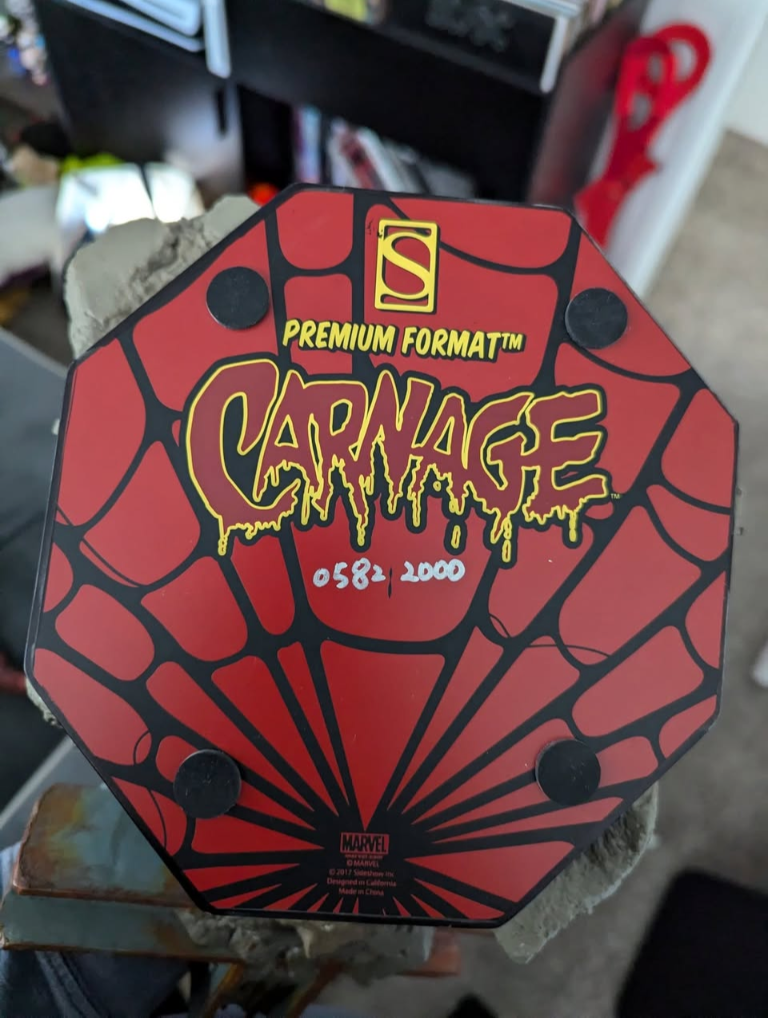 S
PREMIUM FORMAT™
CARNAGE™
0582 2000
MARVEL
© MARVEL
© 2017 Sideshow Inc.
Designed in California
Made in China